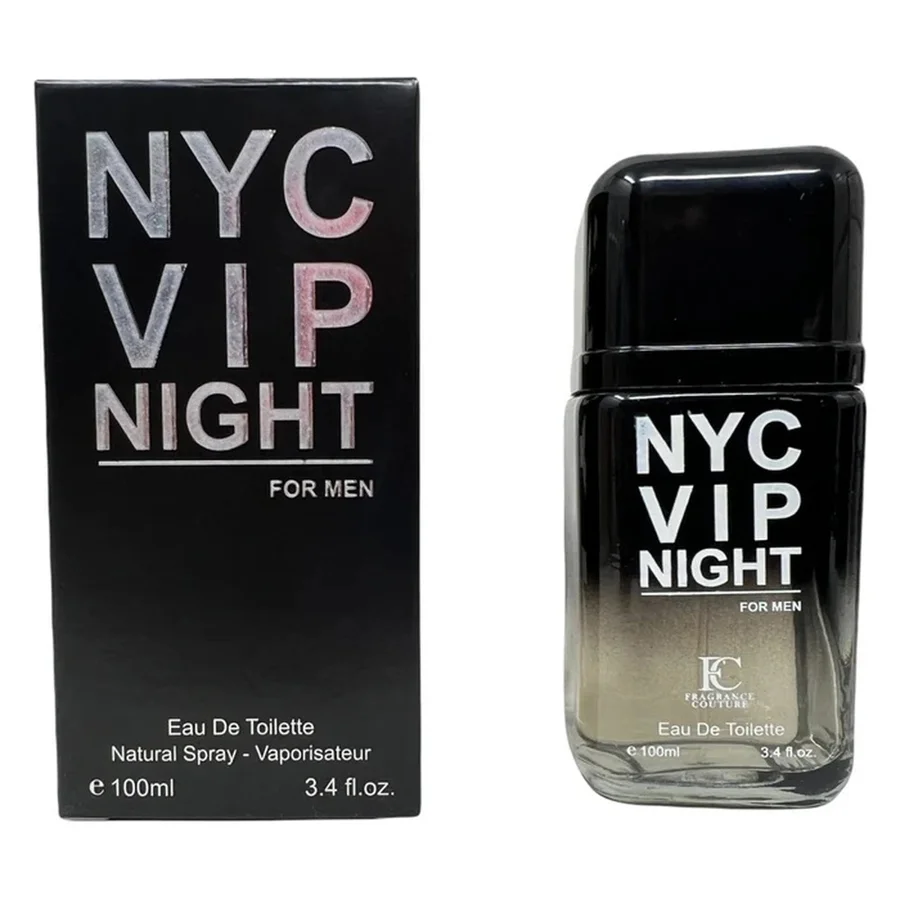 NYC
VIP
NIGHT
FOR MEN
Eau De Toilette
Natural Spray - Vaporisateur
℮ 100ml 3.4 fl.oz.
NYC
VIP
NIGHT
FOR MEN
FC
FRAGRANCE
COUTURE
Eau De Toilette
℮ 100ml 3.4 fl.oz.